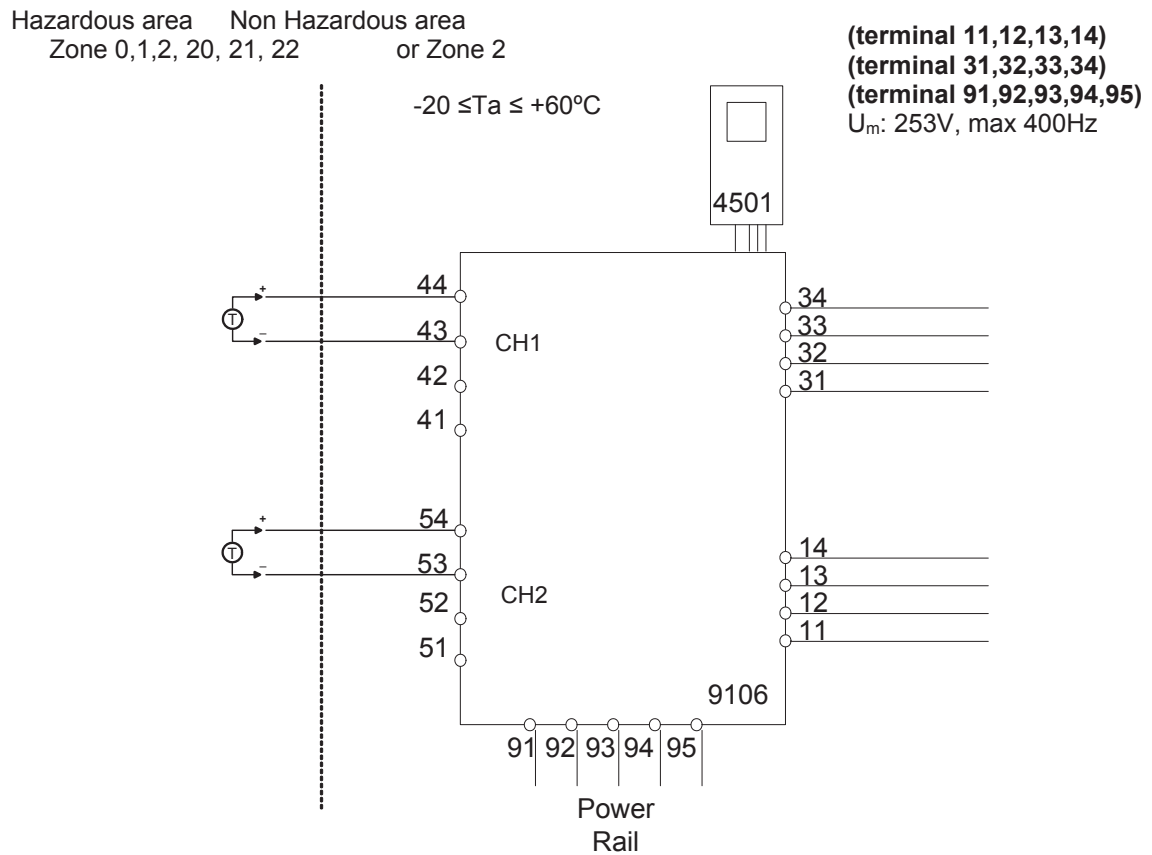 Hazardous area Non Hazardous area
Zone 0,1,2, 20, 21, 22 or Zone 2
(terminal 11,12,13,14)
(terminal 31,32,33,34)
(terminal 91,92,93,94,95)
Um: 253V, max 400Hz
-20 ≤Ta ≤ +60ºC
4501
44
+
T
43
–
CH1
42
41
34
33
32
31
54
+
T
53
–
CH2
52
51
14
13
12
11
9106
91 92 93 94 95
Power
Rail